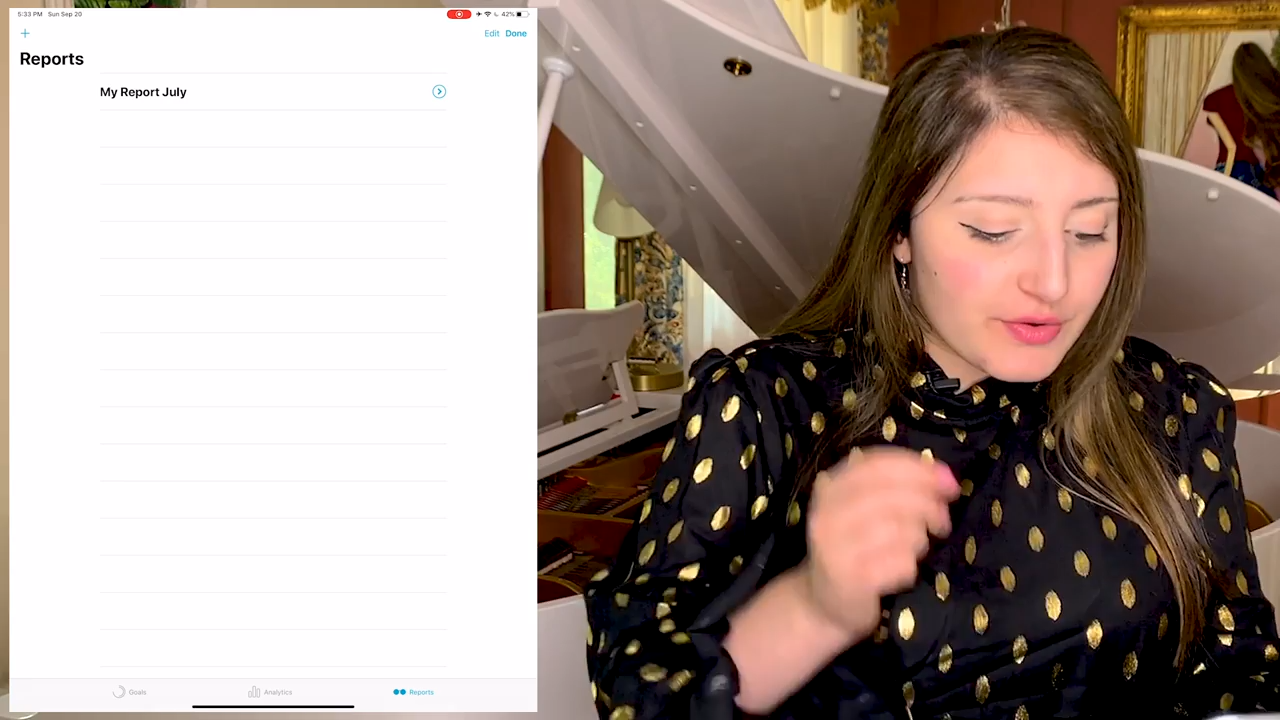 5:33 PM Sun Sep 20 42%
+ Edit Done
Reports
My Report July
Goals Analytics Reports